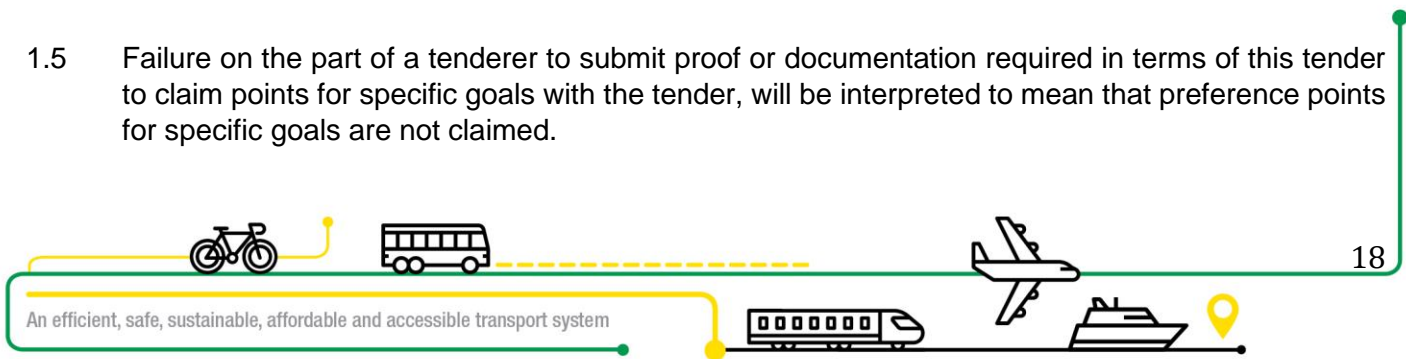 1.5 Failure on the part of a tenderer to submit proof or documentation required in terms of this tender
to claim points for specific goals with the tender, will be interpreted to mean that preference points
for specific goals are not claimed.
18
An efficient, safe, sustainable, affordable and accessible transport system